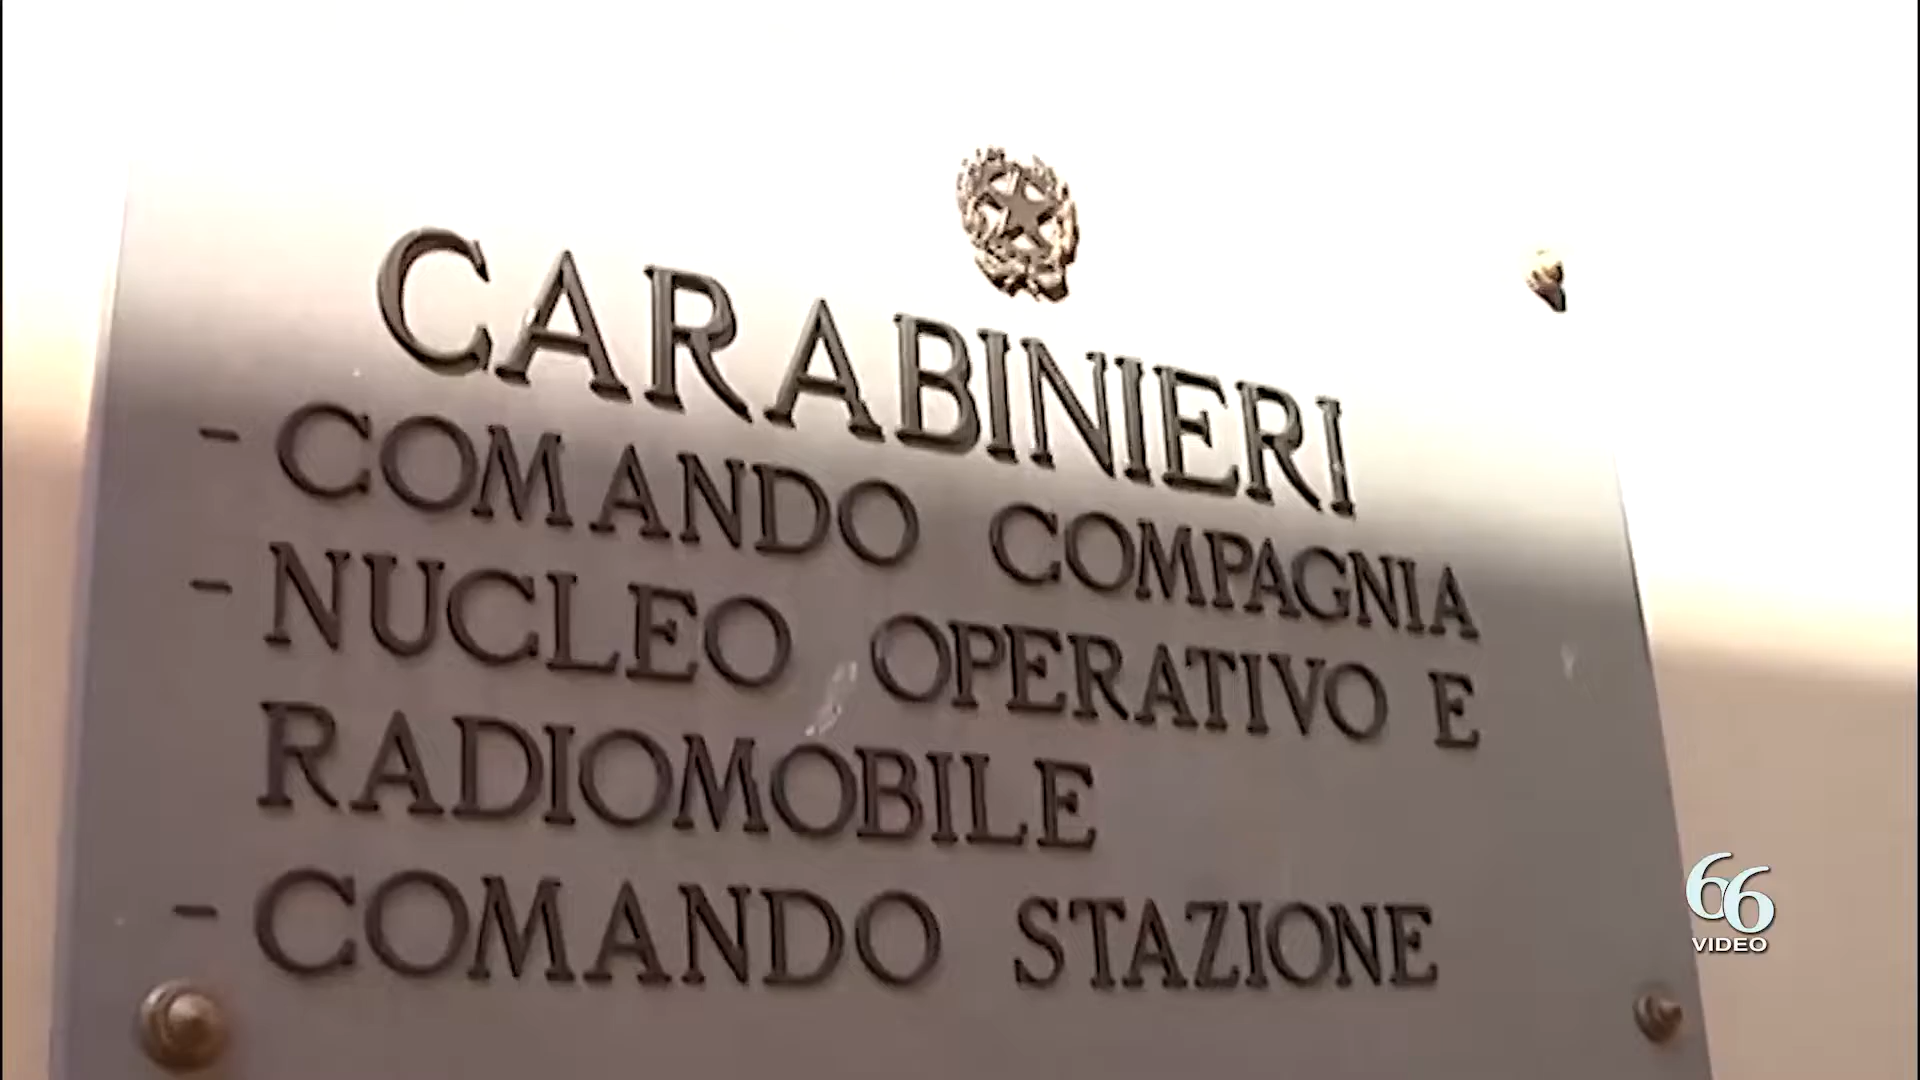 CARABINIERI
- COMANDO COMPAGNIA
- NUCLEO OPERATIVO E
RADIOMOBILE
- COMANDO STAZIONE
66
VIDEO